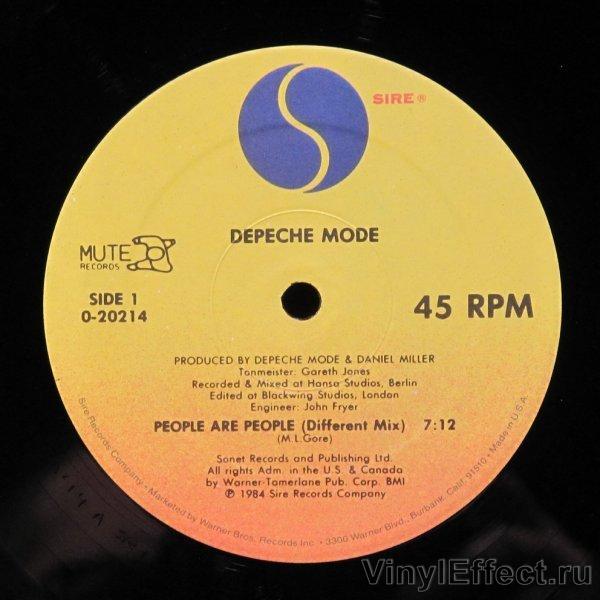 SIRE ®
DEPECHE MODE
MUTE
RECORDS
SIDE 1
0-20214
45 RPM
PRODUCED BY DEPECHE MODE & DANIEL MILLER
Tonmeister: Gareth Jones
Recorded & Mixed at Hansa Studios, Berlin
Edited at Blackwing Studios, London
Engineer: John Fryer
PEOPLE ARE PEOPLE (Different Mix) 7:12
(M.L.Gore)
Sonet Records and Publishing Ltd.
All rights Adm. in the U.S. & Canada
by Warner-Tamerlane Pub. Corp. BMI
℗ 1984 Sire Records Company
Sire Records Company • Marketed by Warner Bros. Records Inc. • 3300 Warner Blvd., Burbank, Calif. 91510 • Made in U.S.A.
VinylEffect.ru